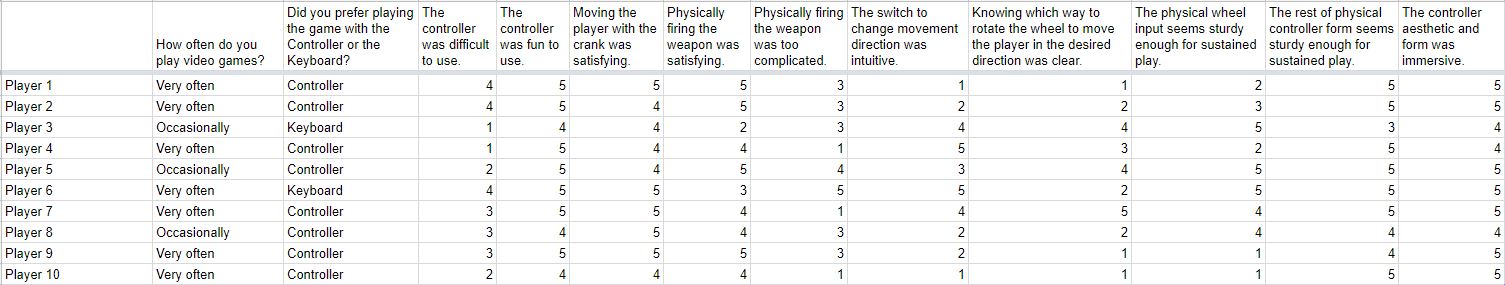 How often do you play video games? Did you prefer playing the game with the Controller or the Keyboard? The controller was difficult to use. The controller was fun to use. Moving the player with the crank was satisfying. Physically firing the weapon was satisfying. Physically firing the weapon was too complicated. The switch to change movement direction was intuitive. Knowing which way to rotate the wheel to move the player in the desired direction was clear. The physical wheel input seems sturdy enough for sustained play. The rest of physical controller form seems sturdy enough for sustained play. The controller aesthetic and form was immersive.
Player 1 Very often Controller 4 5 5 5 3 1 1 2 5 5
Player 2 Very often Controller 4 5 4 5 3 2 2 3 5 5
Player 3 Occasionally Keyboard 1 4 4 2 3 4 4 5 3 4
Player 4 Very often Controller 1 5 4 4 1 5 3 2 5 4
Player 5 Occasionally Controller 2 5 4 5 4 3 4 5 5 5
Player 6 Very often Keyboard 4 5 5 3 5 5 2 5 5 5
Player 7 Very often Controller 3 5 5 4 1 4 5 4 5 5
Player 8 Occasionally Controller 3 4 5 4 3 2 2 4 4 4
Player 9 Very often Controller 3 5 5 5 3 2 1 1 4 5
Player 10 Very often Controller 2 4 4 4 1 1 1 1 5 5